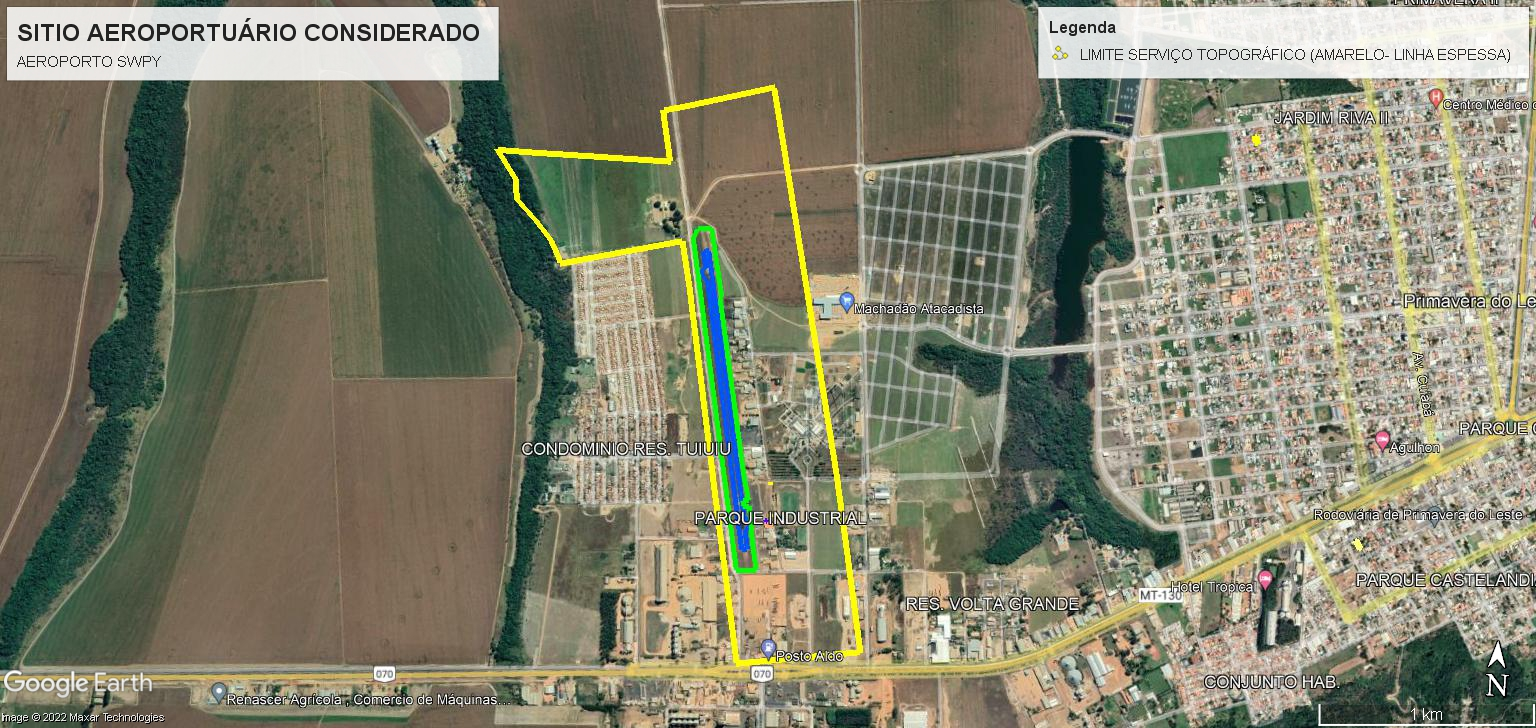 SITIO AEROPORTUÁRIO CONSIDERADO
AEROPORTO SWPY
Legenda
LIMITE SERVIÇO TOPOGRÁFICO (AMARELO- LINHA ESPESSA)
PRIMAVERA II
Centro Médico
JARDIM RIVA II
Primavera do Le
Machadão Atacadista
Av. Cuiabá
PARQUE
Agulhon
CONDOMINIO RES. TUIUIU
PARQUE INDUSTRIAL
Rodoviária de Primavera do Leste
PARQUE CASTELANDI
Hotel Tropical
MT-130
RES. VOLTA GRANDE
Posto Aldo
070
070
CONJUNTO HAB.
N
Google Earth
Renascer Agrícola , Comercio de Máquinas...
1 km
Image © 2022 Maxar Technologies